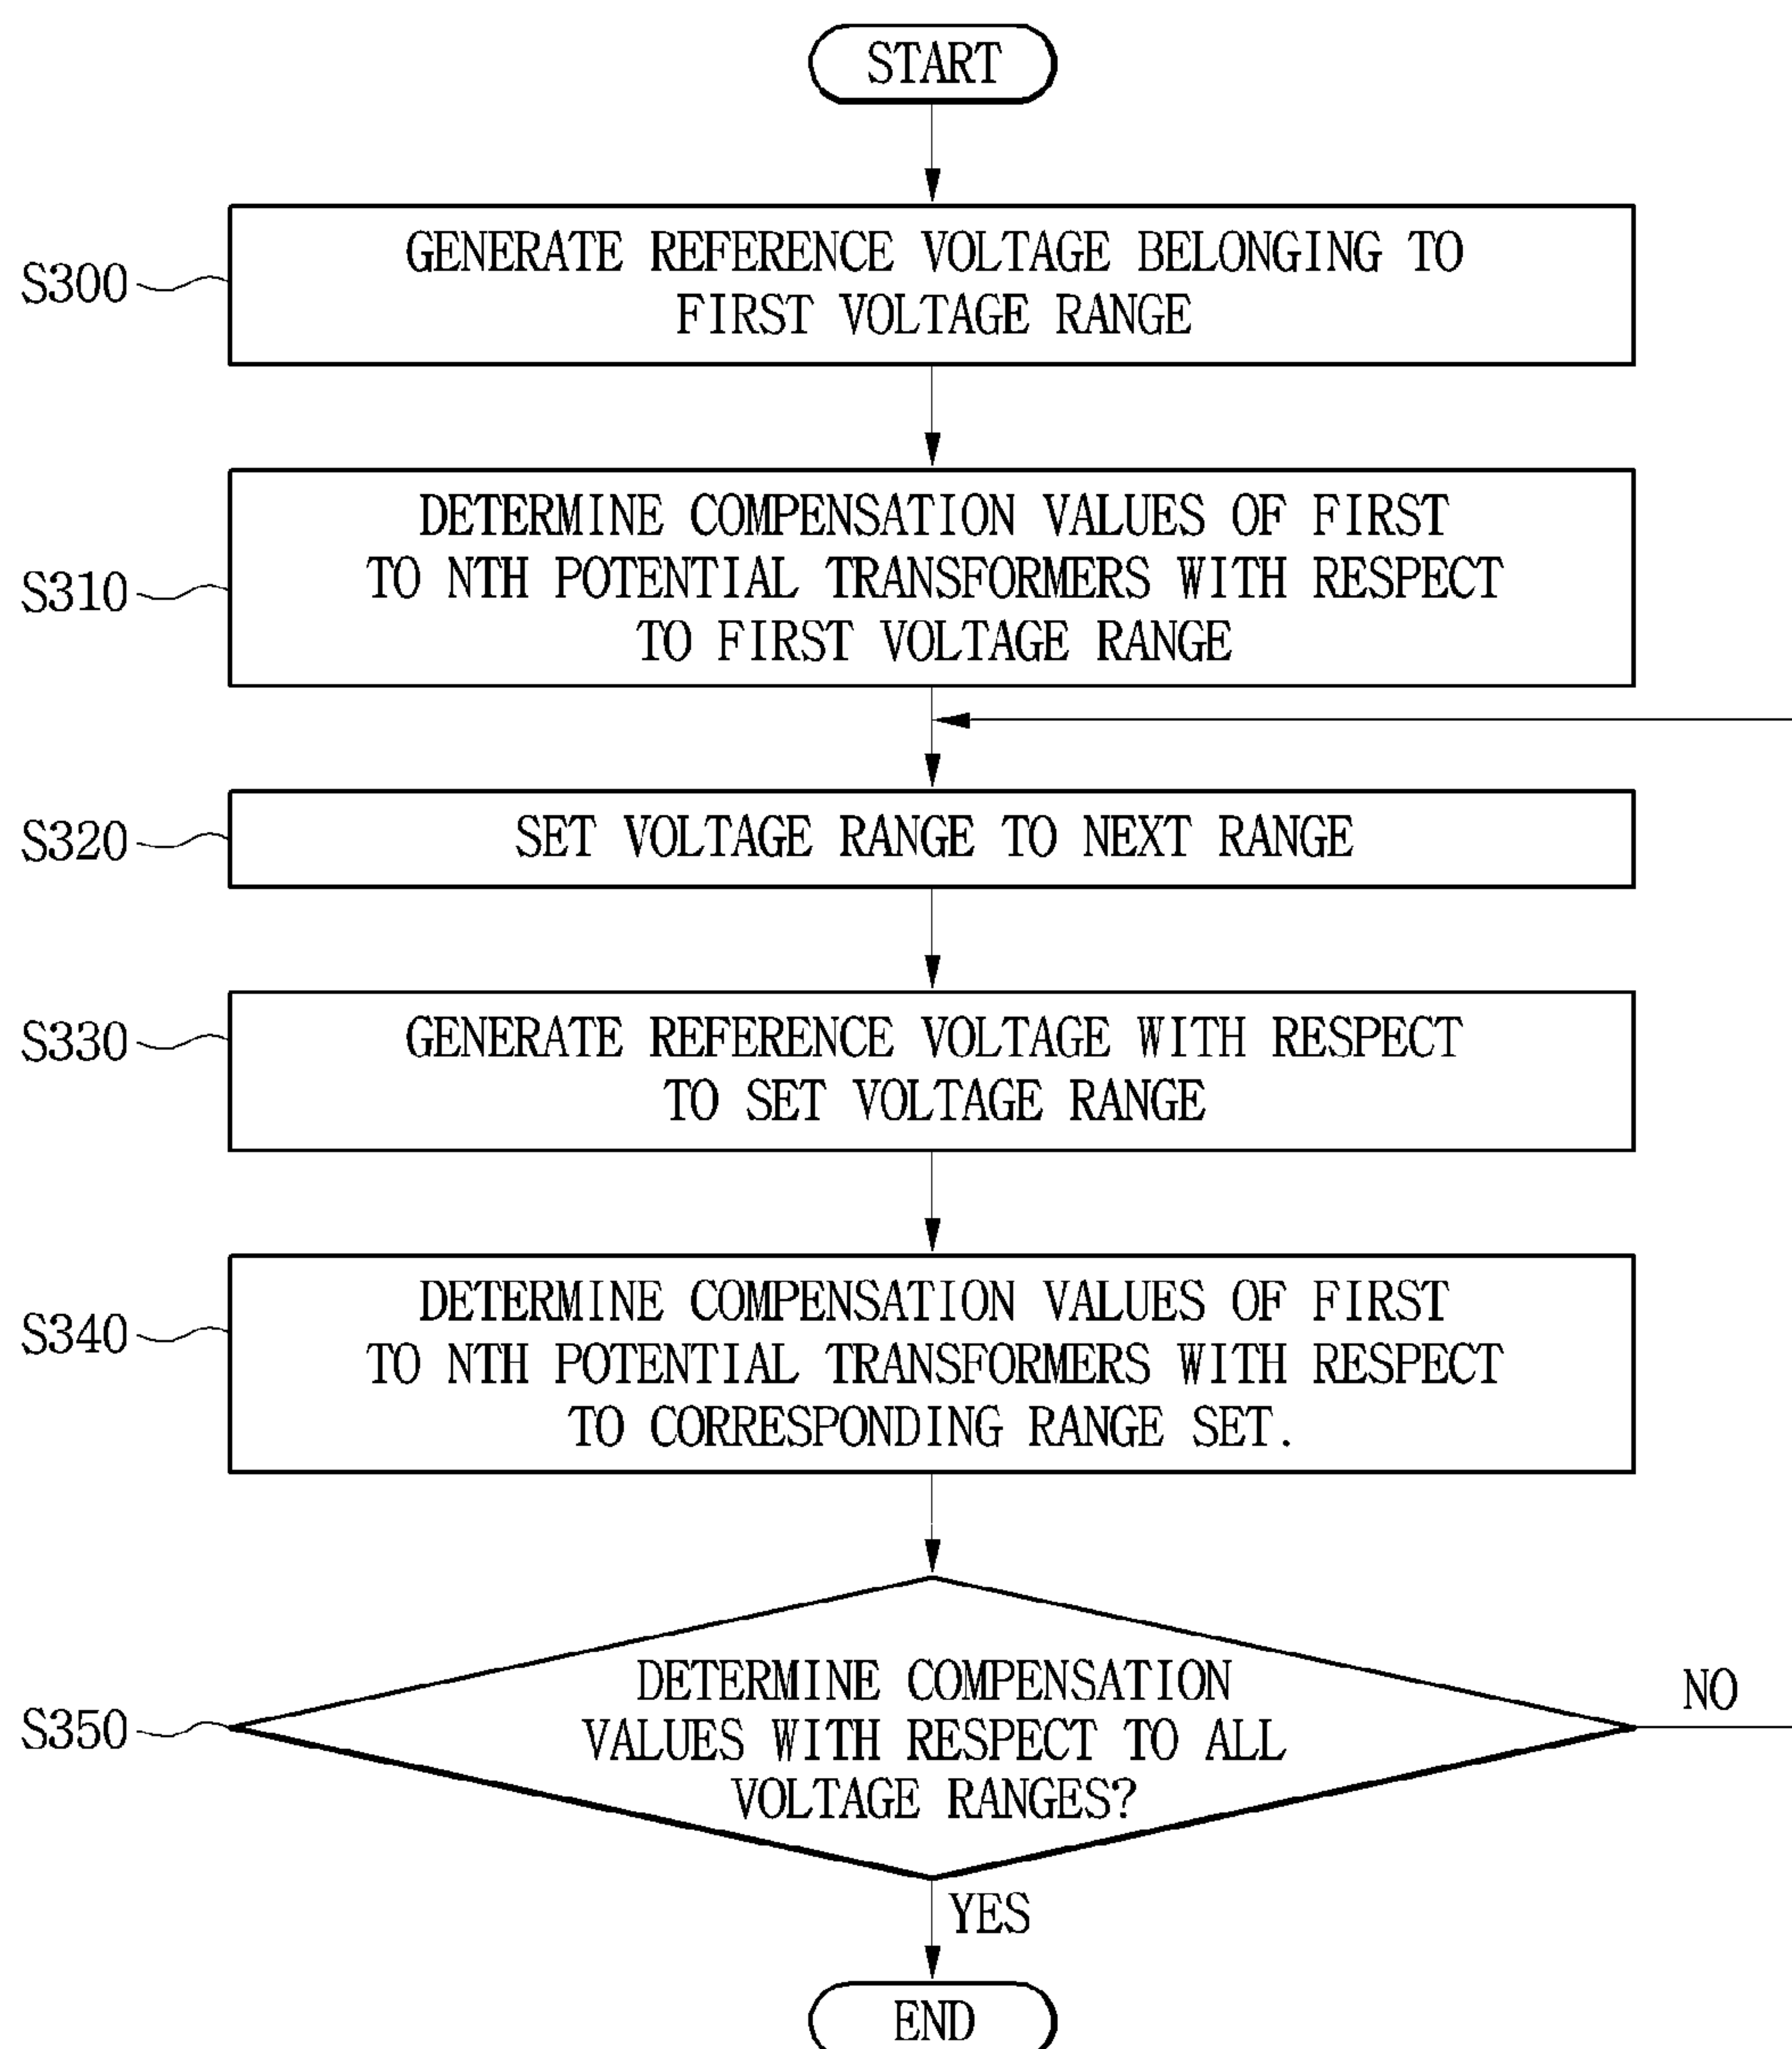 START
S300
GENERATE REFERENCE VOLTAGE BELONGING TO
FIRST VOLTAGE RANGE
S310
DETERMINE COMPENSATION VALUES OF FIRST
TO NTH POTENTIAL TRANSFORMERS WITH RESPECT
TO FIRST VOLTAGE RANGE
S320
SET VOLTAGE RANGE TO NEXT RANGE
S330
GENERATE REFERENCE VOLTAGE WITH RESPECT
TO SET VOLTAGE RANGE
S340
DETERMINE COMPENSATION VALUES OF FIRST
TO NTH POTENTIAL TRANSFORMERS WITH RESPECT
TO CORRESPONDING RANGE SET.
S350
DETERMINE COMPENSATION
VALUES WITH RESPECT TO ALL
VOLTAGE RANGES?
NO
YES
END